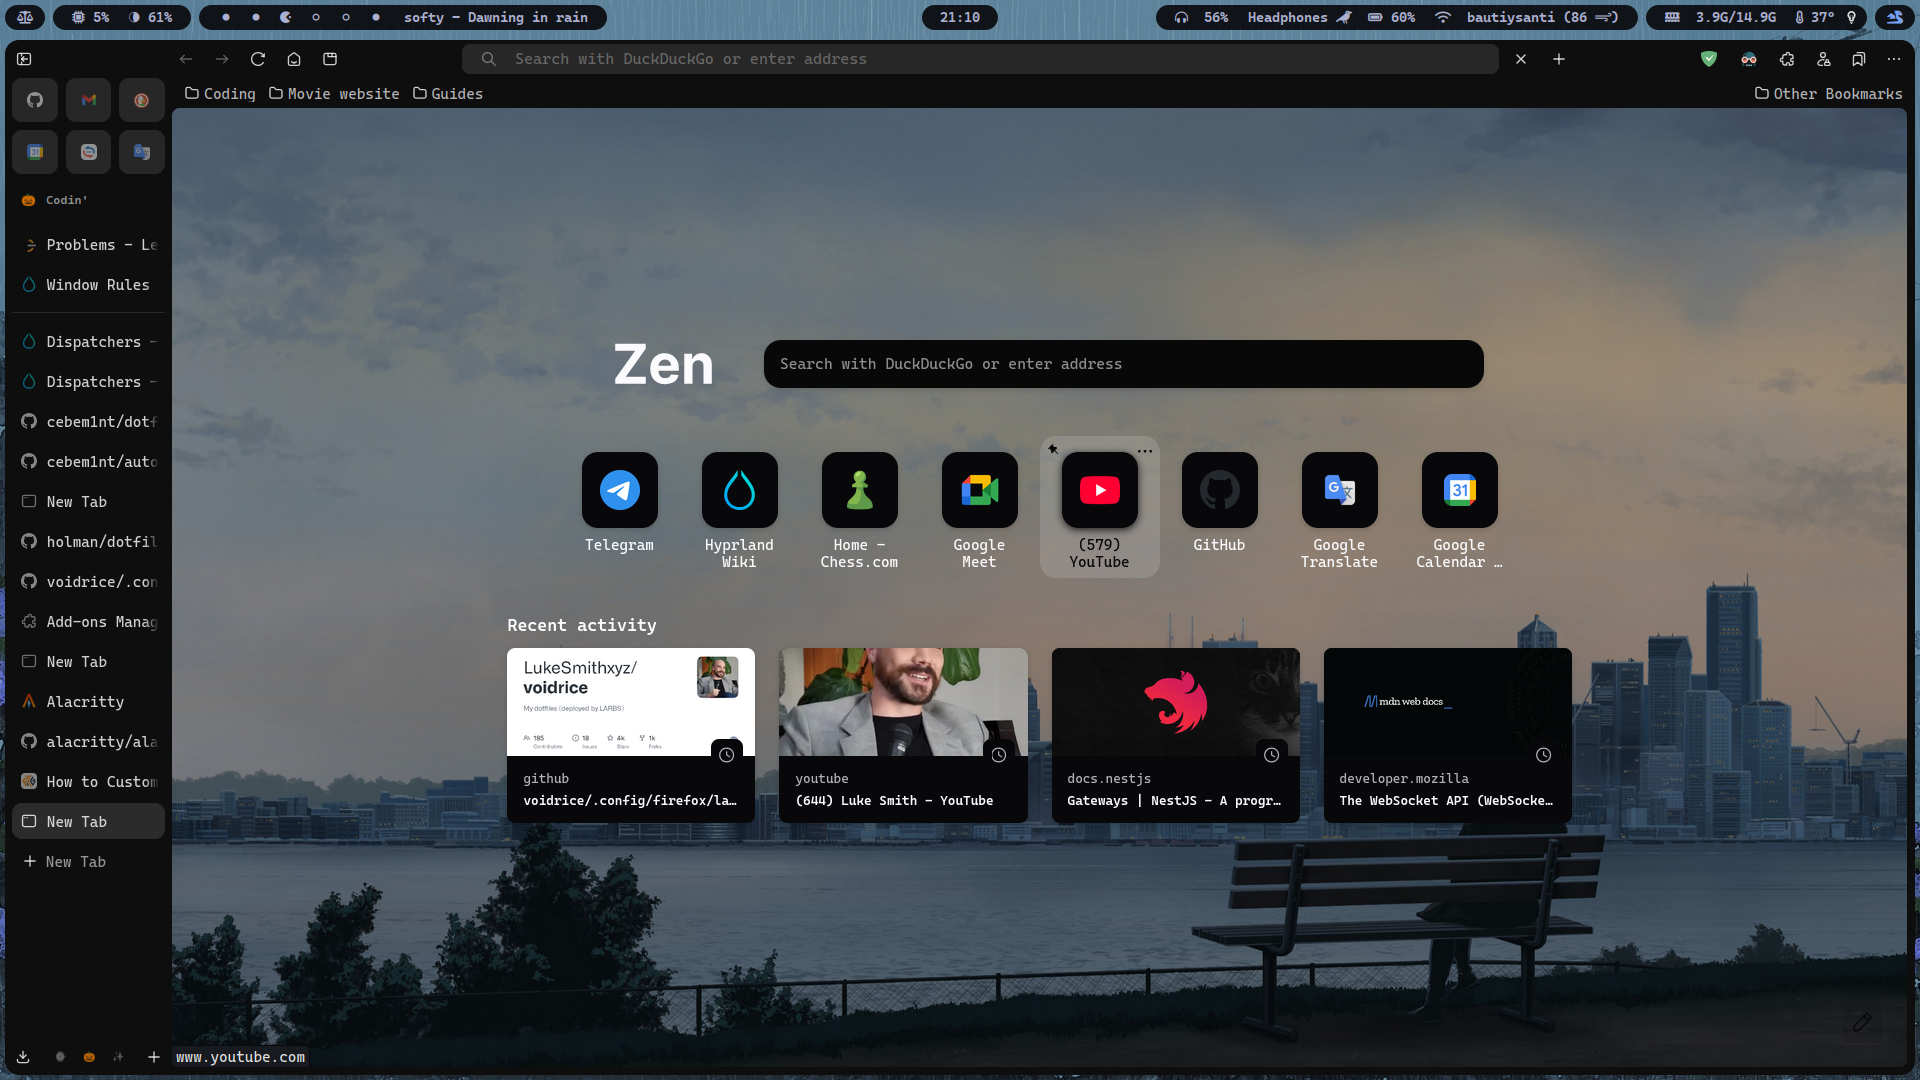 5%
61%
softy – Dawning in rain
21:10
56%
Headphones
60%
bautiysanti (86
3.9G/14.9G
37°
Search with DuckDuckGo or enter address
Coding
Movie website
Guides
Other Bookmarks
Codin'
Problems – Le
Window Rules
Dispatchers –
Dispatchers –
cebem1nt/dotf
cebem1nt/auto
New Tab
holman/dotfil
voidrice/.con
Add-ons Manag
New Tab
Alacritty
alacritty/ala
How to Custom
New Tab
New Tab
Zen
Search with DuckDuckGo or enter address
31
31
Telegram
Hyprland
Wiki
Home –
Chess.com
Google
Meet
(579)
YouTube
GitHub
Google
Translate
Google
Calendar …
Recent activity
LukeSmithxyz/
voidrice
My dotfiles (deployed by LARBS)
185
Contributors
18
Issues
4k
Stars
1k
Forks
github
voidrice/.config/firefox/la…
youtube
(644) Luke Smith – YouTube
docs.nestjs
Gateways | NestJS – A progr…
mdn web docs_
developer.mozilla
The WebSocket API (WebSocke…
www.youtube.com